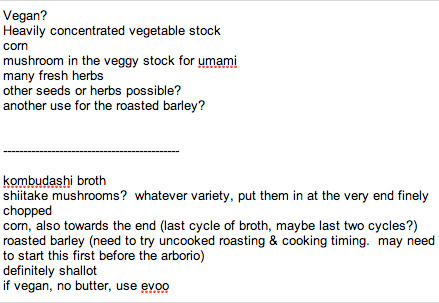 Vegan?
Heavily concentrated vegetable stock
corn
mushroom in the veggy stock for umami
many fresh herbs
other seeds or herbs possible?
another use for the roasted barley?
--------------------------------------------
kombudashi broth
shiitake mushrooms?  whatever variety, put them in at the very end finely
chopped
corn, also towards the end (last cycle of broth, maybe last two cycles?)
roasted barley (need to try uncooked roasting & cooking timing.  may need
to start this first before the arborio)
definitely shallot
if vegan, no butter, use evoo